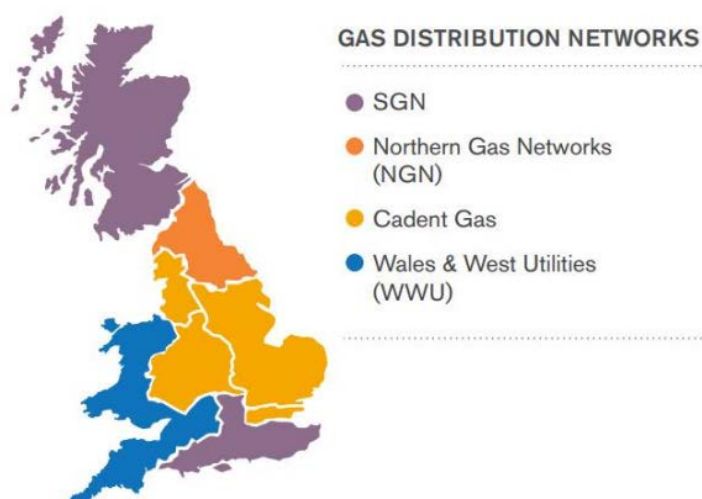 GAS DISTRIBUTION NETWORKS
SGN
Northern Gas Networks
(NGN)
Cadent Gas
Wales & West Utilities
(WWU)